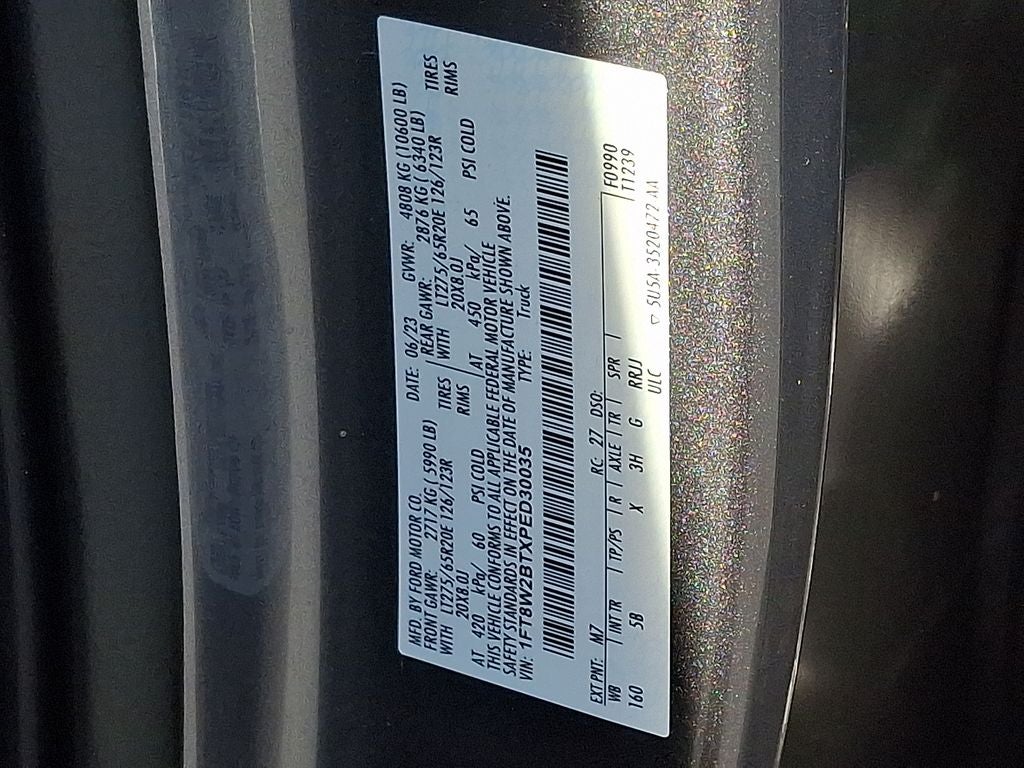 MFD. BY FORD MOTOR CO.
DATE: 06/23 GVWR: 4808 KG (10600 LB)
FRONT GAWR: 2717 KG ( 5990 LB)
REAR GAWR: 2876 KG ( 6340 LB)
WITH LT275/65R20E 126/123R TIRES
WITH LT275/65R20E 126/123R TIRES
20X8.0J RIMS
20X8.0J RIMS
AT 420 kPa/ 60 PSI COLD
AT 450 kPa/ 65 PSI COLD
THIS VEHICLE CONFORMS TO ALL APPLICABLE FEDERAL MOTOR VEHICLE
SAFETY STANDARDS IN EFFECT ON THE DATE OF MANUFACTURE SHOWN ABOVE.
VIN: 1FT8W2BTXPED30035 TYPE: Truck
EXT PNT: M7 RC: 27 DSO: F0990
WB INT TR TP/PS R AXLE TR SPR T1239
160 5B X 3H G RRJJ
ULC
▽ 5U5A-3520472-AA